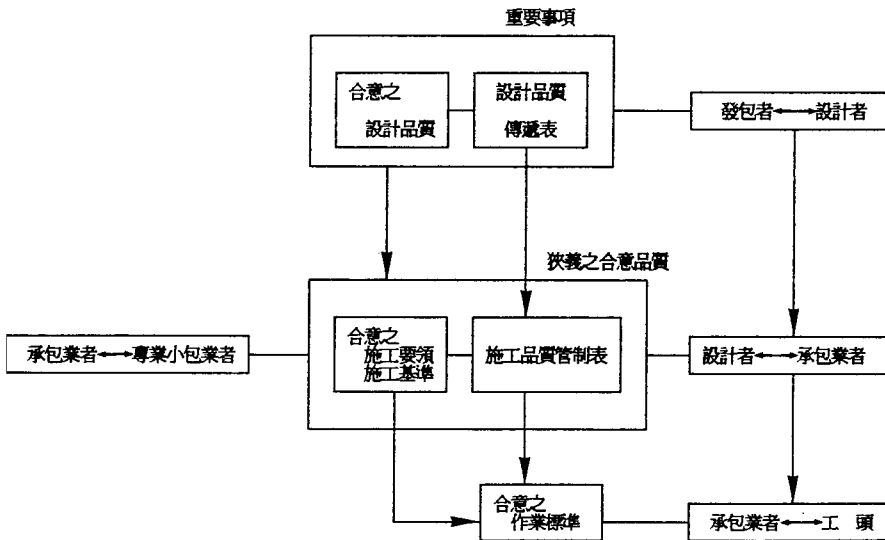 重要事項
合意之
設計品質
設計品質
傳遞表
發包者⟷設計者
狹義之合意品質
承包業者⟷專業小包業者
合意之
施工要領
施工基準
施工品質管制表
設計者⟷承包業者
合意之
作業標準
承包業者⟷工　頭